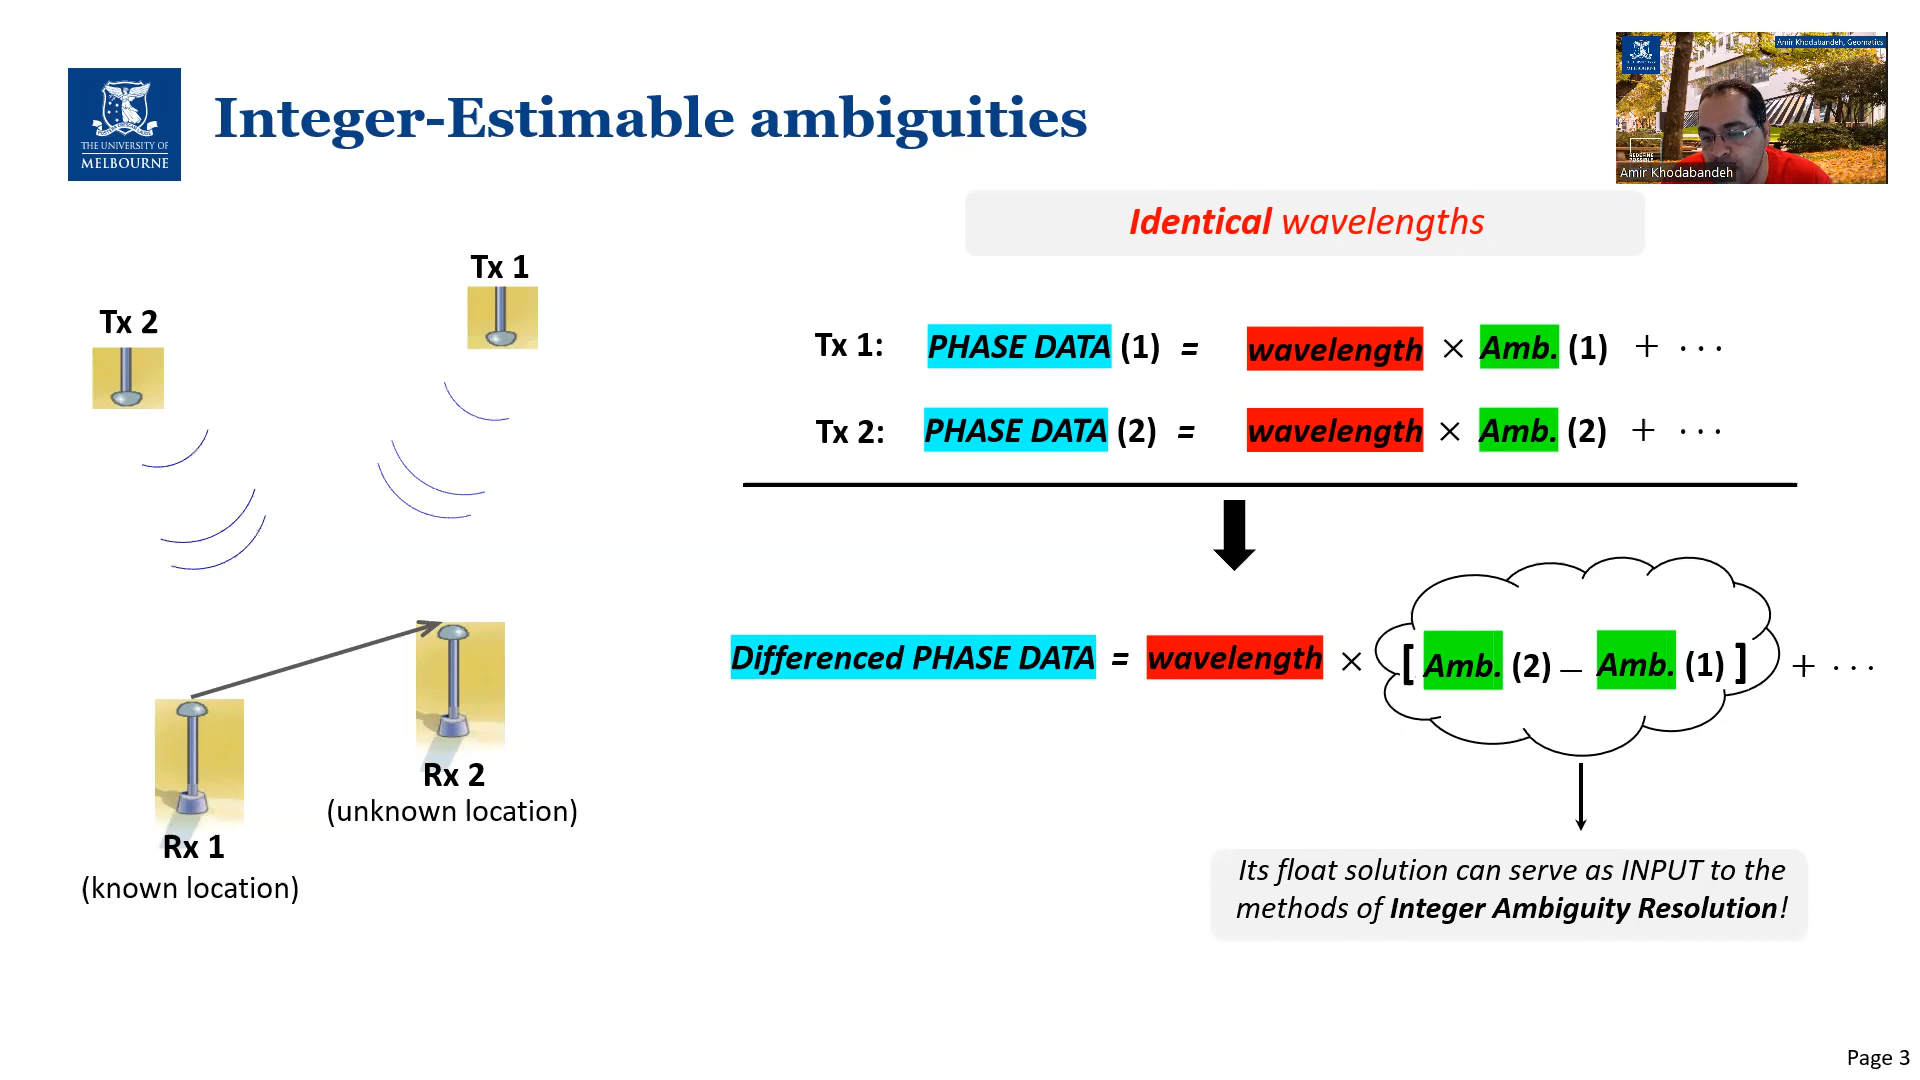 THE UNIVERSITY OF
MELBOURNE
Integer-Estimable ambiguities
Amir Khodabandeh, Geomatics
Amir Khodabandeh
Identical wavelengths
Tx 1
Tx 2
Tx 1: PHASE DATA (1) = wavelength × Amb. (1) + ···
Tx 2: PHASE DATA (2) = wavelength × Amb. (2) + ···
Differenced PHASE DATA = wavelength × [ Amb. (2) – Amb. (1) ] + ···
Rx 2
(unknown location)
Rx 1
(known location)
Its float solution can serve as INPUT to the
methods of Integer Ambiguity Resolution!
Page 3